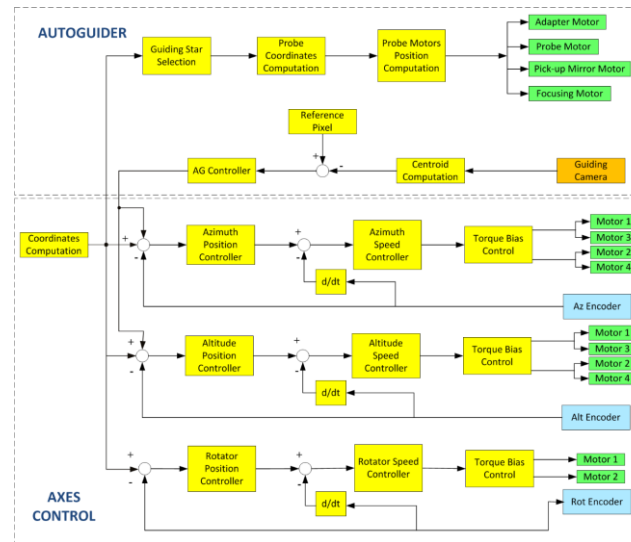 AUTOGUIDER
Guiding Star
Selection
Probe
Coordinates
Computation
Probe Motors
Position
Computation
Adapter Motor
Probe Motor
Pick-up Mirror Motor
Focusing Motor
Reference
Pixel
+
-
AG Controller
Centroid
Computation
Guiding
Camera
Coordinates
Computation
+
-
Azimuth
Position
Controller
+
-
Azimuth
Speed
Controller
Torque Bias
Control
Motor 1
Motor 3
Motor 2
Motor 4
d/dt
Az Encoder
+
-
Altitude
Position
Controller
+
-
Altitude
Speed
Controller
Torque Bias
Control
Motor 1
Motor 3
Motor 2
Motor 4
d/dt
Alt Encoder
+
-
Rotator
Position
Controller
+
-
Rotator Speed
Controller
Torque Bias
Control
Motor 1
Motor 2
d/dt
Rot Encoder
AXES
CONTROL